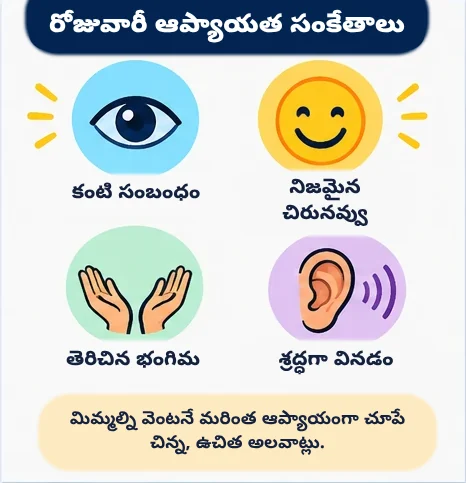 రోజువారీ ఆప్యాయత సంకేతాలు
కంటి సంబంధం
నిజమైన
చిరునవ్వు
తెరిచిన భంగిమ
శ్రద్ధగా వినడం
మిమ్మల్ని వెంటనే మరింత ఆప్యాయంగా చూపే
చిన్న, ఉచిత అలవాట్లు.